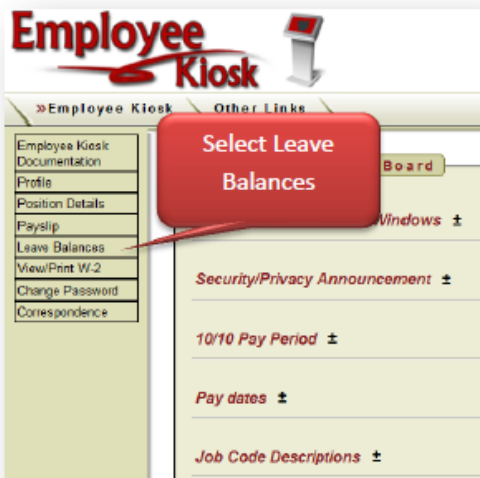 Employee
Kiosk
»Employee Kiosk
Other Links
Employee Kiosk
Documentation
Profile
Position Details
Payslip
Leave Balances
View/Print W-2
Change Password
Correspondence
Select Leave
Balances
Board
Windows ±
Security/Privacy Announcement ±
10/10 Pay Period ±
Pay dates ±
Job Code Descriptions ±